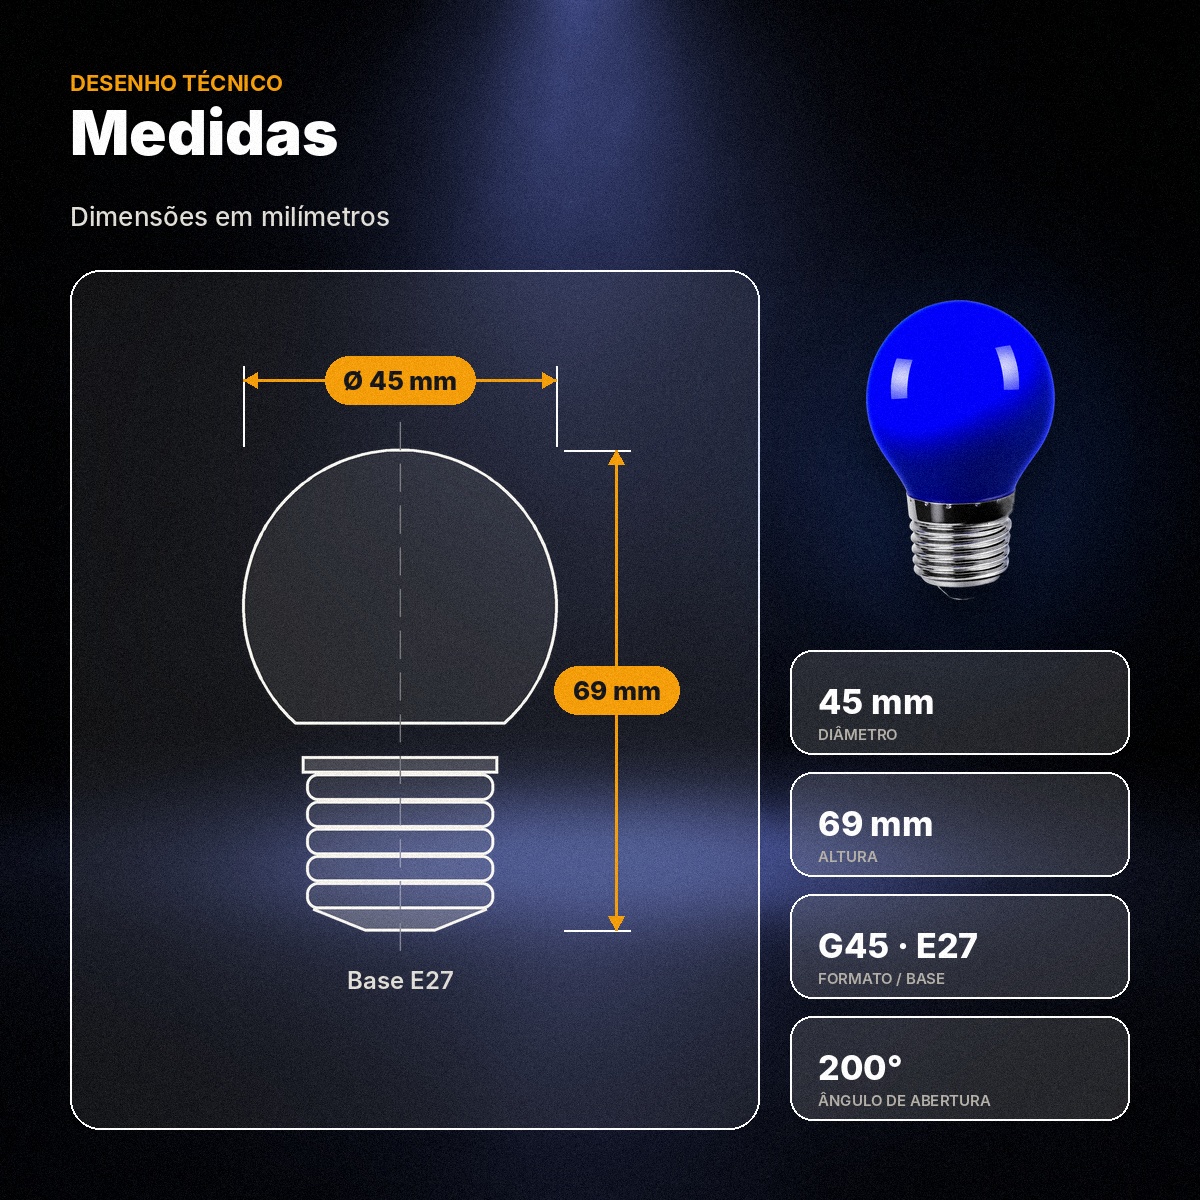 DESENHO TÉCNICO
Medidas
Dimensões em milímetros
Ø 45 mm
69 mm
Base E27
45 mm
DIÂMETRO
69 mm
ALTURA
G45 · E27
FORMATO / BASE
200°
ÂNGULO DE ABERTURA